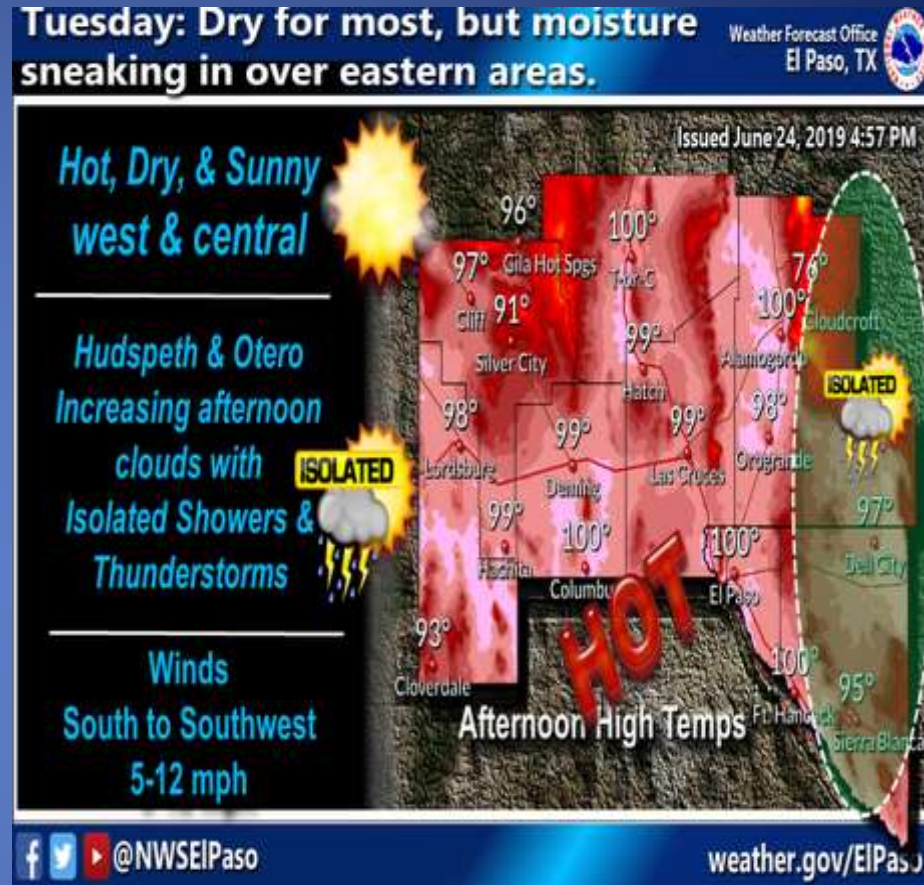 Tuesday: Dry for most, but moisture
sneaking in over eastern areas.
Weather Forecast Office
El Paso, TX
Issued June 24, 2019 4:57 PM
Hot, Dry, & Sunny
west & central
Hudspeth & Otero
Increasing afternoon
clouds with
Isolated Showers &
Thunderstorms
ISOLATED
Winds
South to Southwest
5-12 mph
96°
Gila Hot Spgs
100°
T-or-C
97°
Cliff
91°
Silver City
76°
Cloudcroft
100°
Alamogordo
99°
Hatch
ISOLATED
98°
Lordsburg
99°
Deming
99°
Las Cruces
98°
Orogrande
99°
Hachita
100°
Columbu
100°
El Paso
97°
Dell City
HOT
93°
Cloverdale
100°
Ft. Hancock
95°
Sierra Blanca
Afternoon High Temps
@NWSElPaso
weather.gov/ElPaso